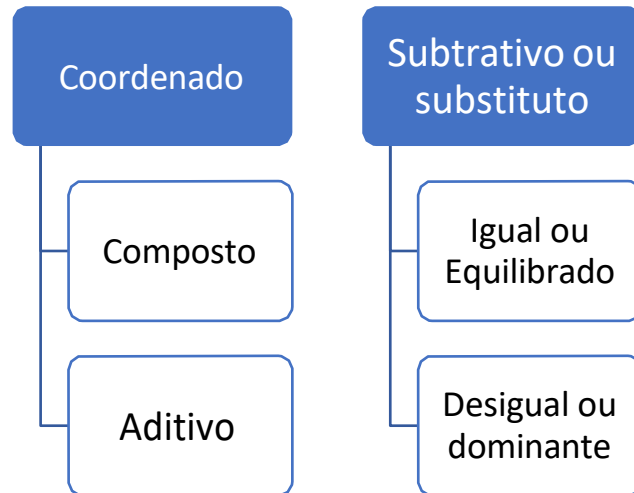 Coordenado
Composto
Aditivo
Subtrativo ou
substituto
Igual ou
Equilibrado
Desigual ou
dominante